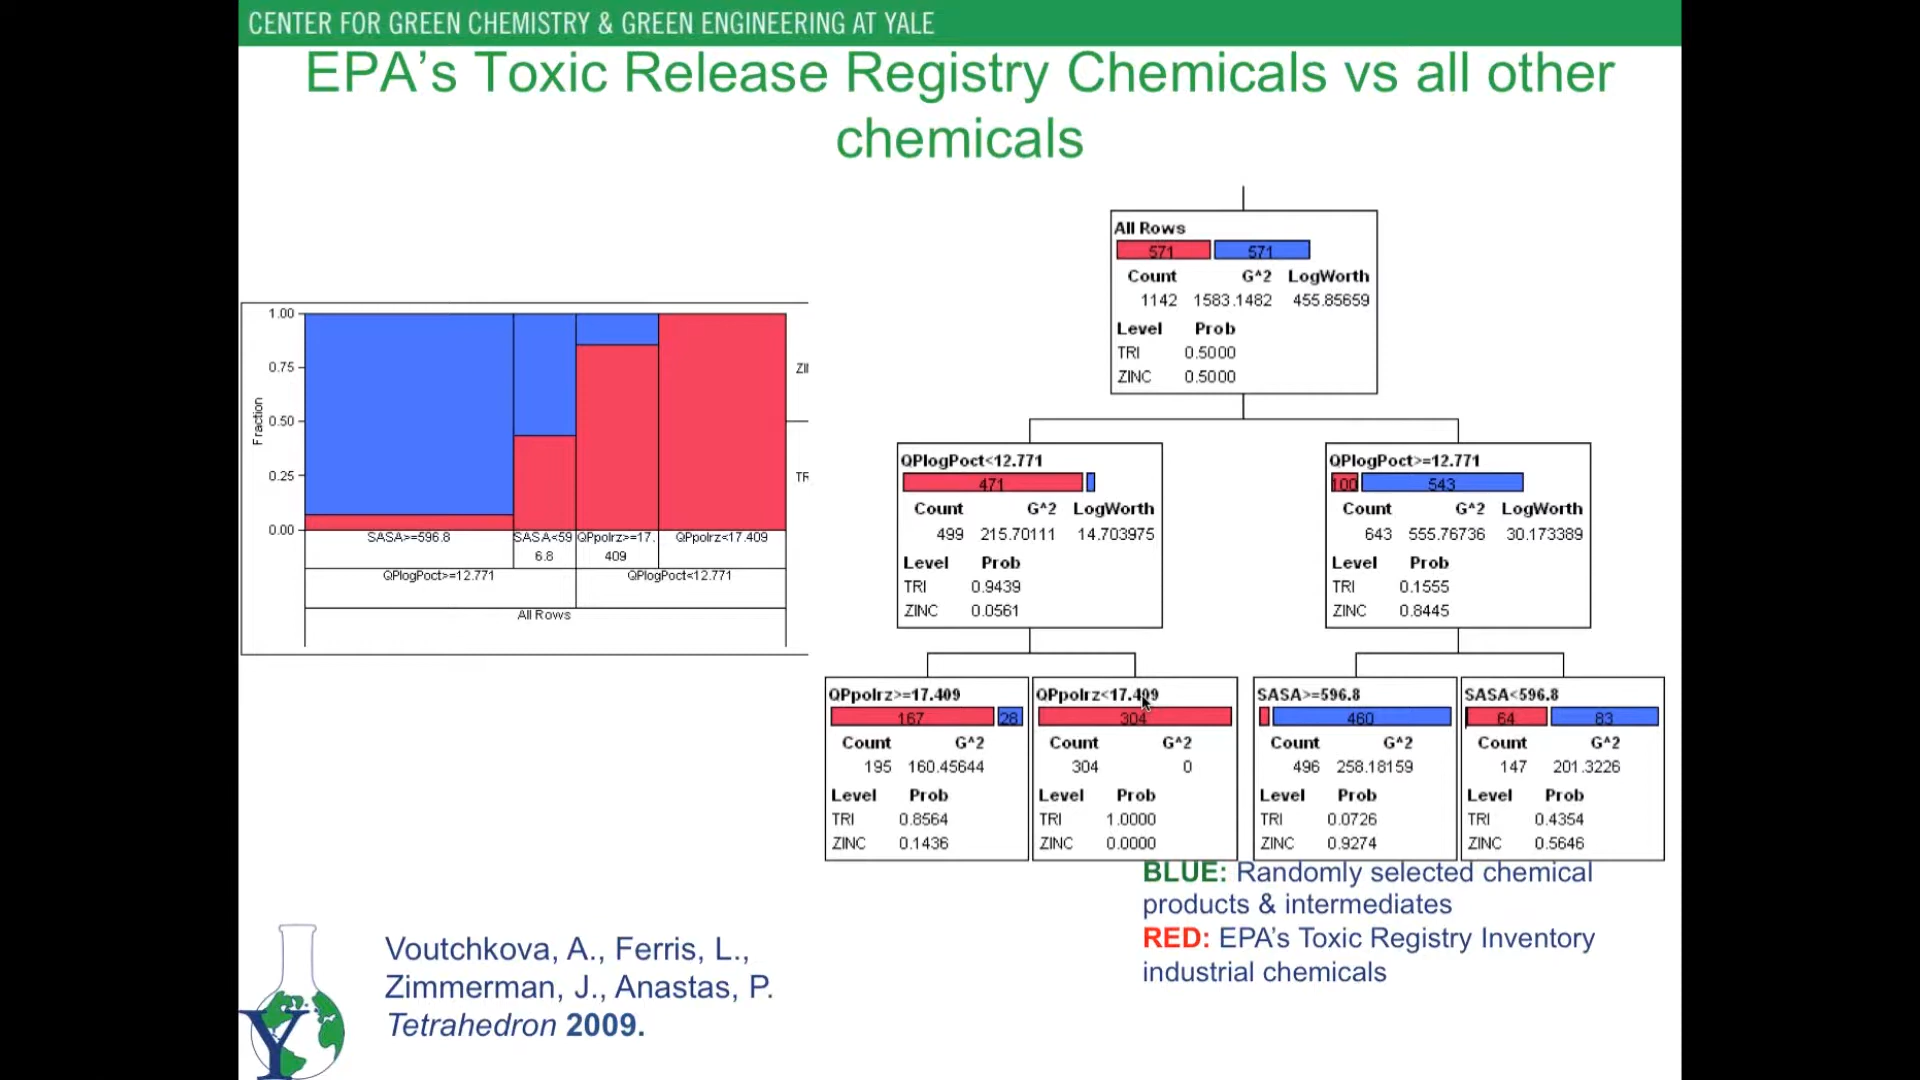 CENTER FOR GREEN CHEMISTRY & GREEN ENGINEERING AT YALE
EPA's Toxic Release Registry Chemicals vs all other
chemicals
Fraction
1.00
0.75
0.50
0.25
0.00
SASA>=596.8
SASA<59
6.8
QPpolrz>=17.
409
QPpolrz<17.409
QPlogPoct>=12.771
QPlogPoct<12.771
All Rows
ZI
TR
All Rows
571 571
Count G^2 LogWorth
1142 1583.1482 455.85659
Level Prob
TRI 0.5000
ZINC 0.5000
QPlogPoct<12.771
471
Count G^2 LogWorth
499 215.70111 14.703975
Level Prob
TRI 0.9439
ZINC 0.0561
QPlogPoct>=12.771
100 543
Count G^2 LogWorth
643 555.76736 30.173389
Level Prob
TRI 0.1555
ZINC 0.8445
QPpolrz>=17.409
167 28
Count G^2
195 160.45644
Level Prob
TRI 0.8564
ZINC 0.1436
QPpolrz<17.409
304
Count G^2
304 0
Level Prob
TRI 1.0000
ZINC 0.0000
SASA>=596.8
460
Count G^2
496 258.18159
Level Prob
TRI 0.0726
ZINC 0.9274
SASA<596.8
64 83
Count G^2
147 201.3226
Level Prob
TRI 0.4354
ZINC 0.5646
BLUE: Randomly selected chemical
products & intermediates
RED: EPA's Toxic Registry Inventory
industrial chemicals
Voutchkova, A., Ferris, L.,
Zimmerman, J., Anastas, P.
Tetrahedron 2009.
Y